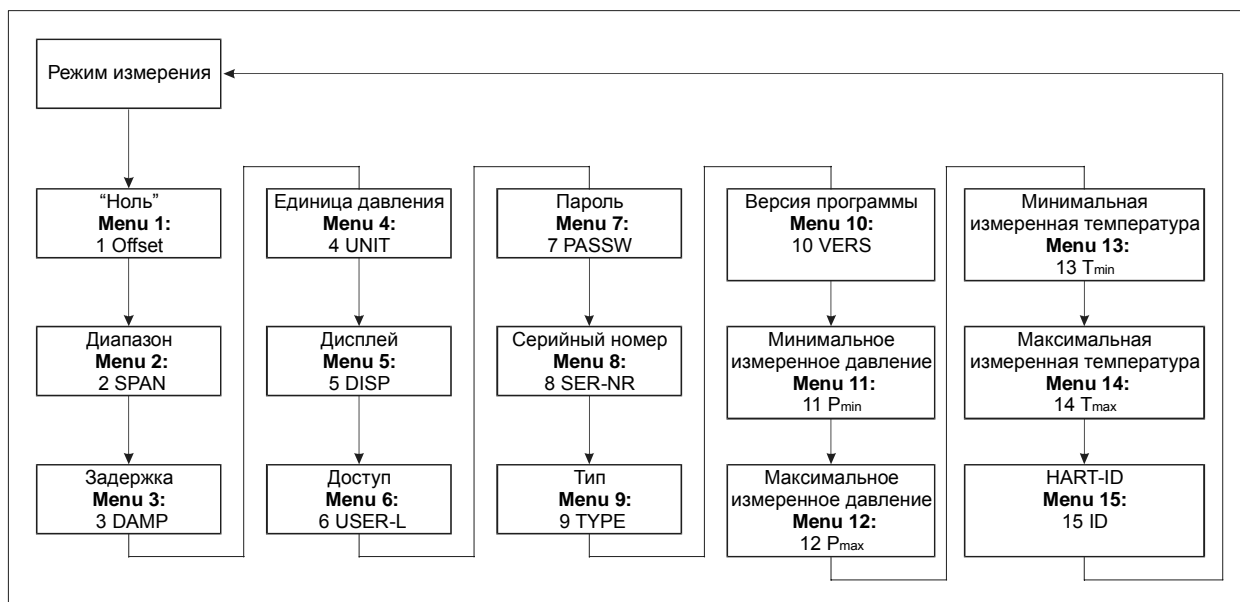 Режим измерения
“Ноль”
Menu 1:
1 Offset
Диапазон
Menu 2:
2 SPAN
Задержка
Menu 3:
3 DAMP
Единица давления
Menu 4:
4 UNIT
Дисплей
Menu 5:
5 DISP
Доступ
Menu 6:
6 USER-L
Пароль
Menu 7:
7 PASSW
Серийный номер
Menu 8:
8 SER-NR
Тип
Menu 9:
9 TYPE
Версия программы
Menu 10:
10 VERS
Минимальное
измеренное давление
Menu 11:
11 Pmin
Максимальное
измеренное давление
Menu 12:
12 Pmax
Минимальная
измеренная температура
Menu 13:
13 Tmin
Максимальная
измеренная температура
Menu 14:
14 Tmax
HART-ID
Menu 15:
15 ID